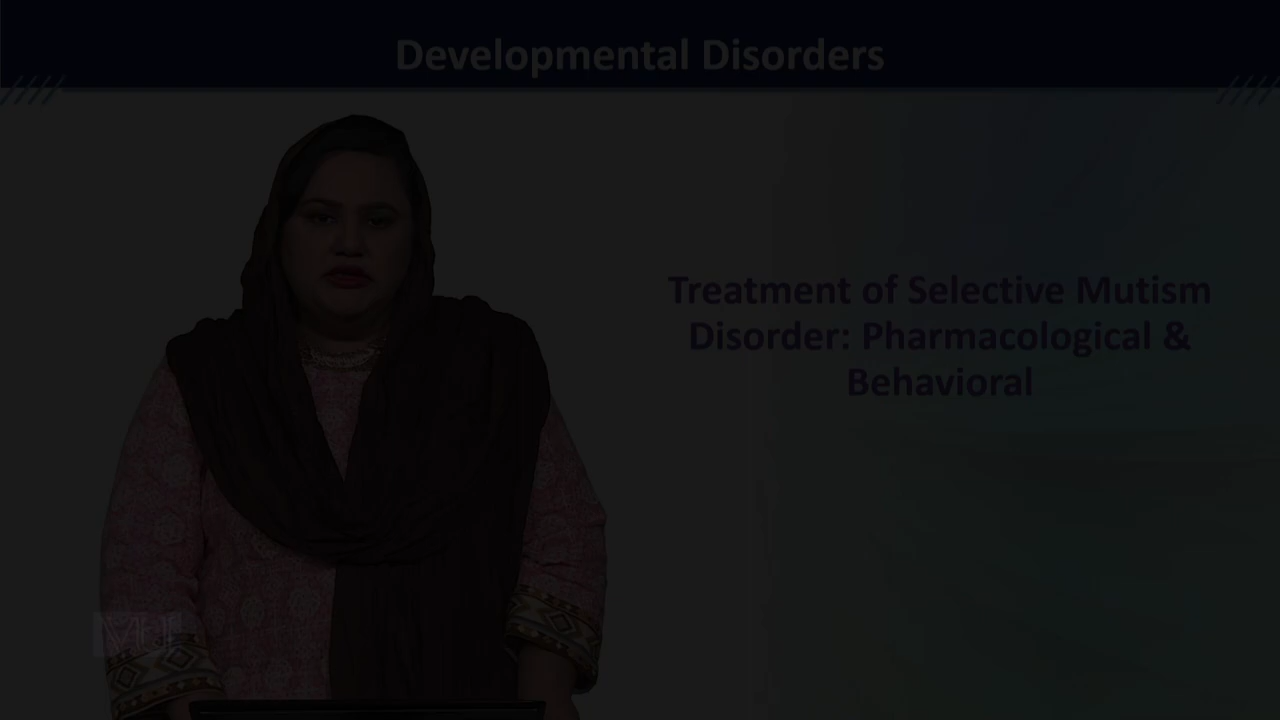 Developmental Disorders
Treatment of Selective Mutism
Disorder: Pharmacological &
Behavioral